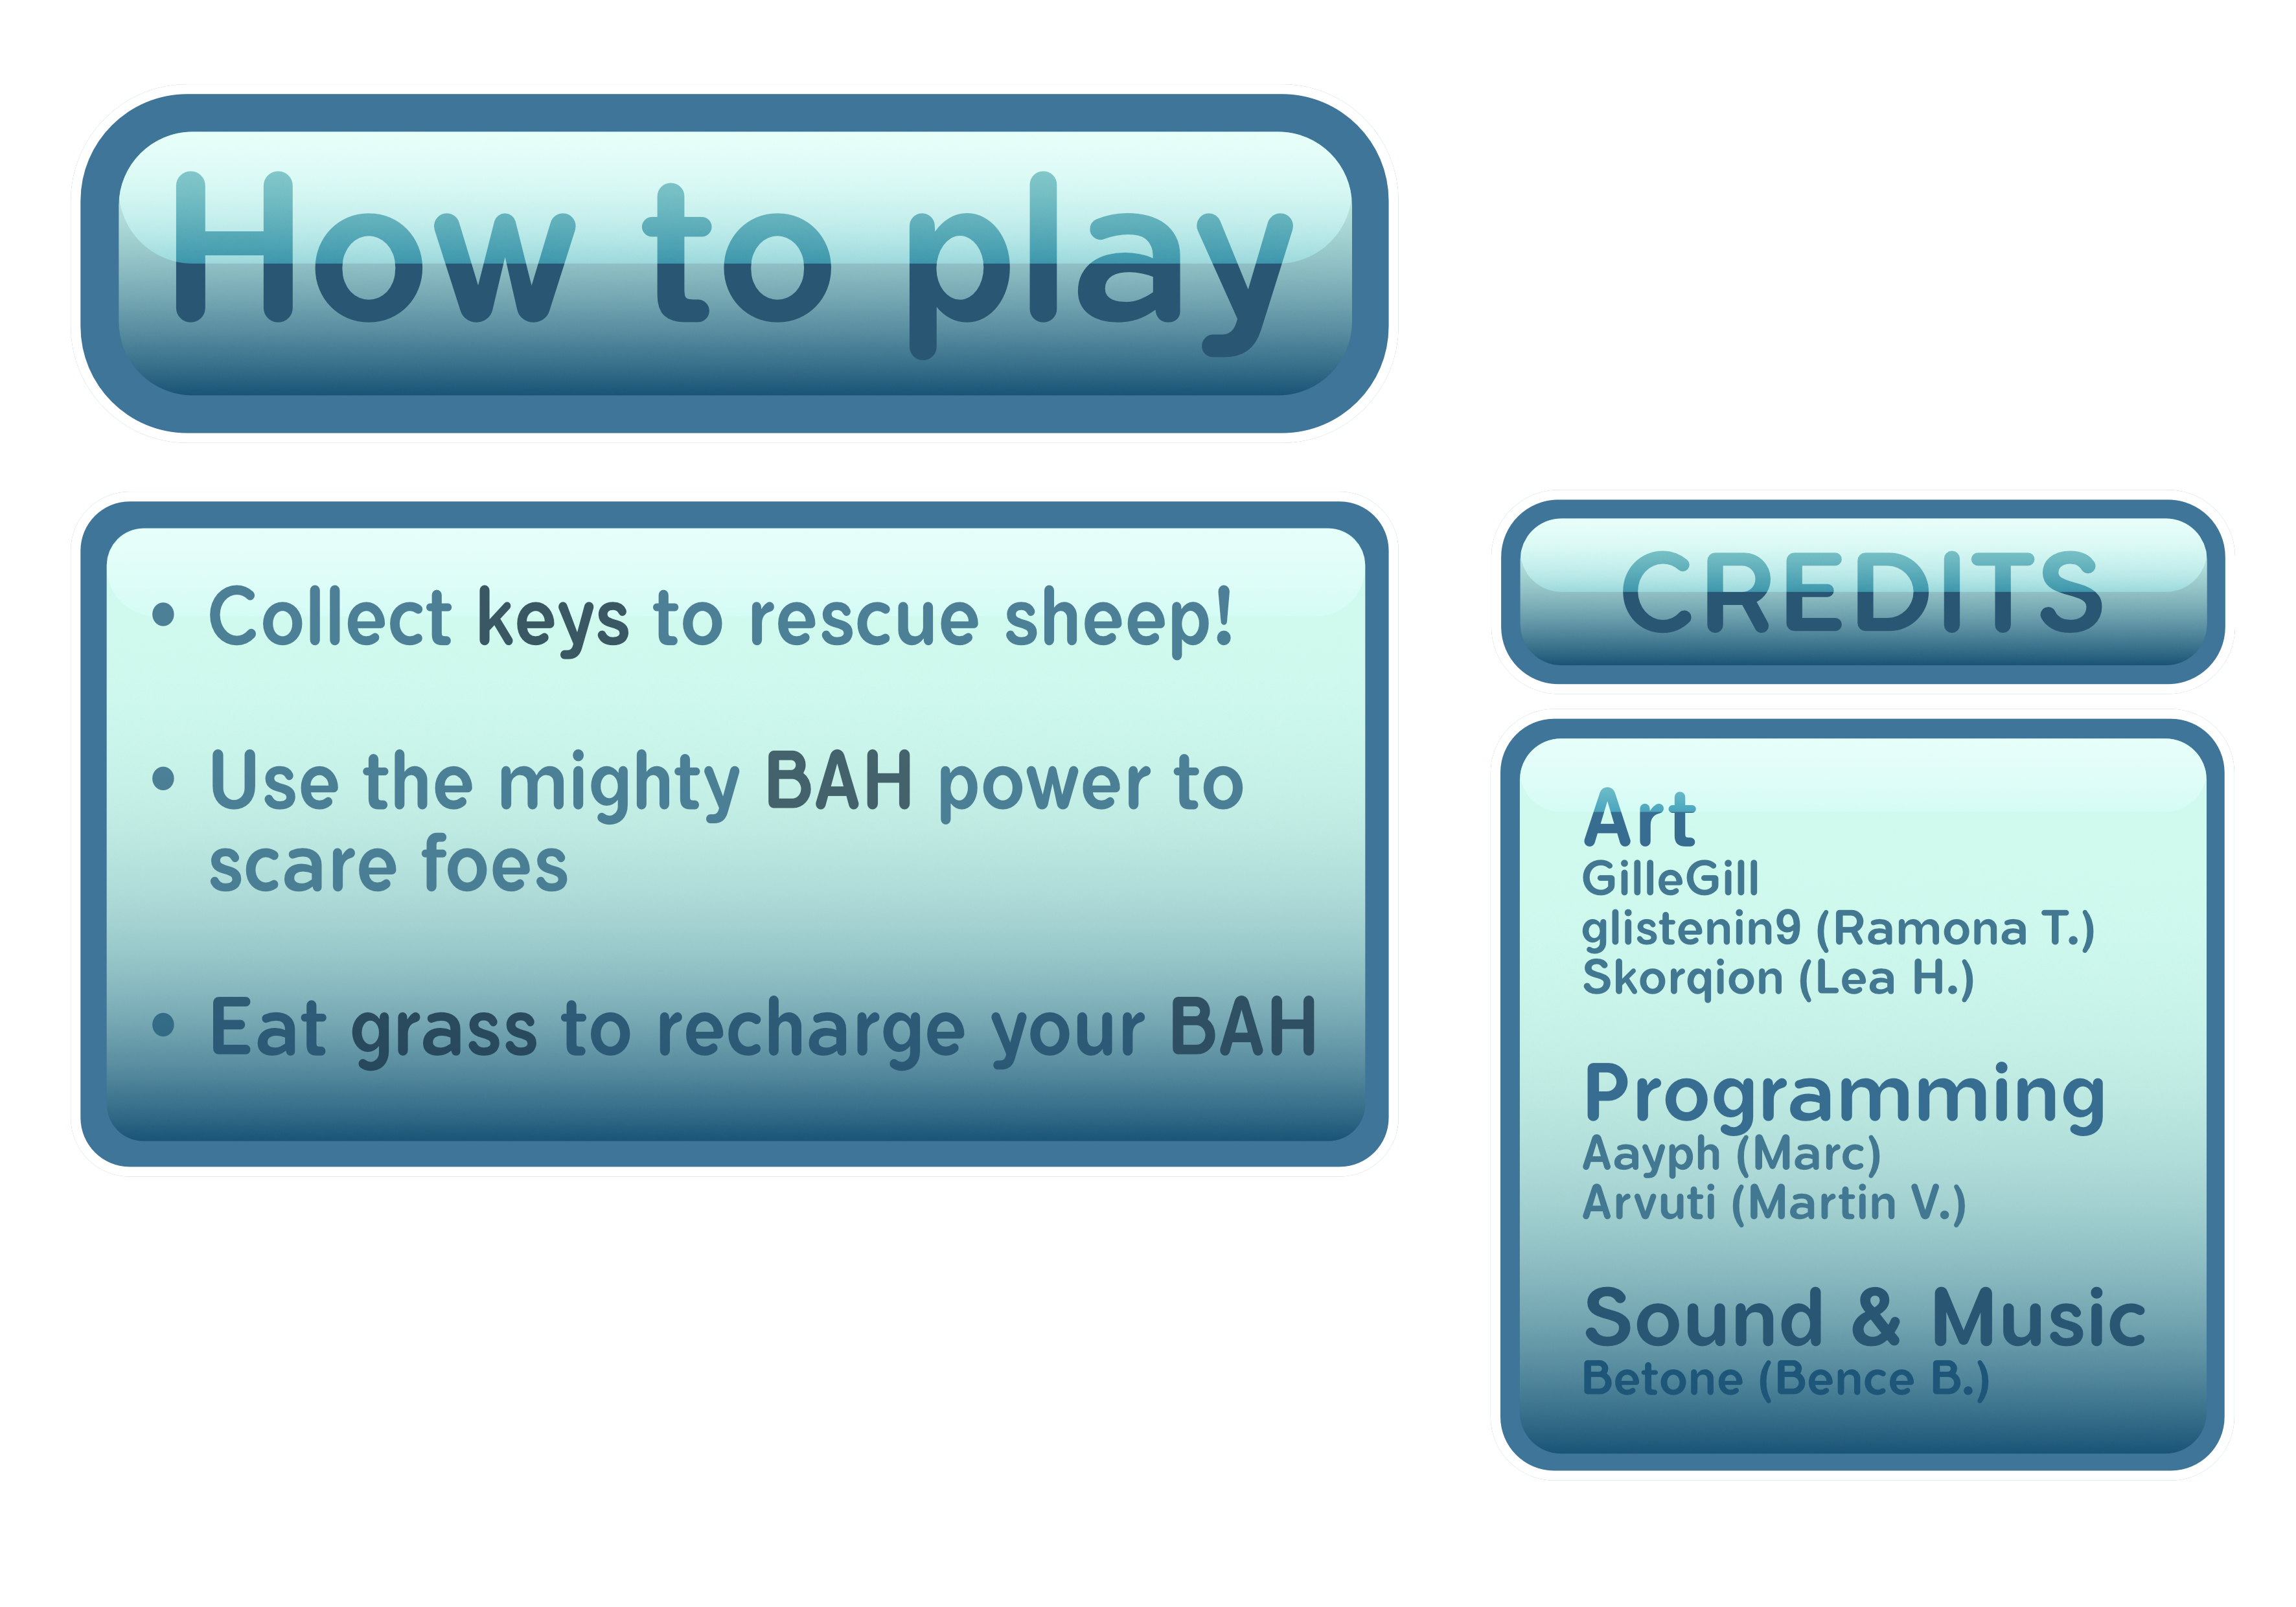 How to play
• Collect keys to rescue sheep!
• Use the mighty BAH power to
scare foes
• Eat grass to recharge your BAH
CREDITS
Art
GilleGill
glistenin9 (Ramona T.)
Skorqion (Lea H.)
Programming
Aayph (Marc)
Arvuti (Martin V.)
Sound & Music
Betone (Bence B.)